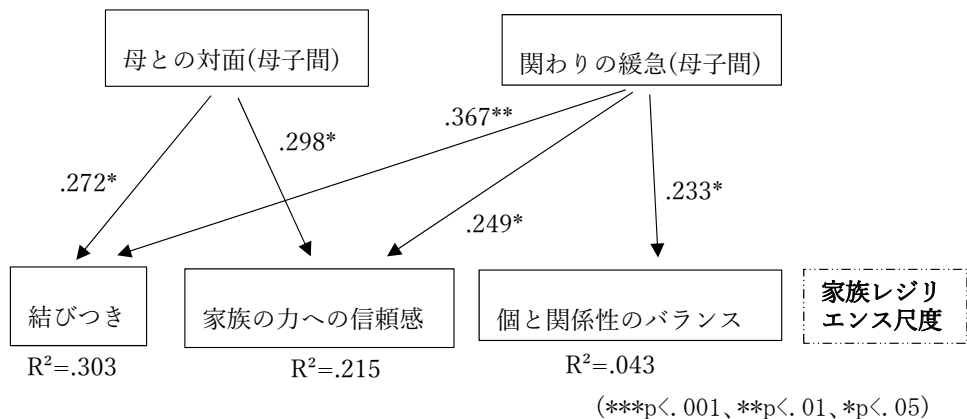 母との対面(母子間)
関わりの緩急(母子間)
.367**
.298*
.272*
.233*
.249*
結びつき
家族の力への信頼感
個と関係性のバランス
家族レジリ
エンス尺度
R²=.303
R²=.215
R²=.043
(***p<.001、**p<.01、*p<.05)